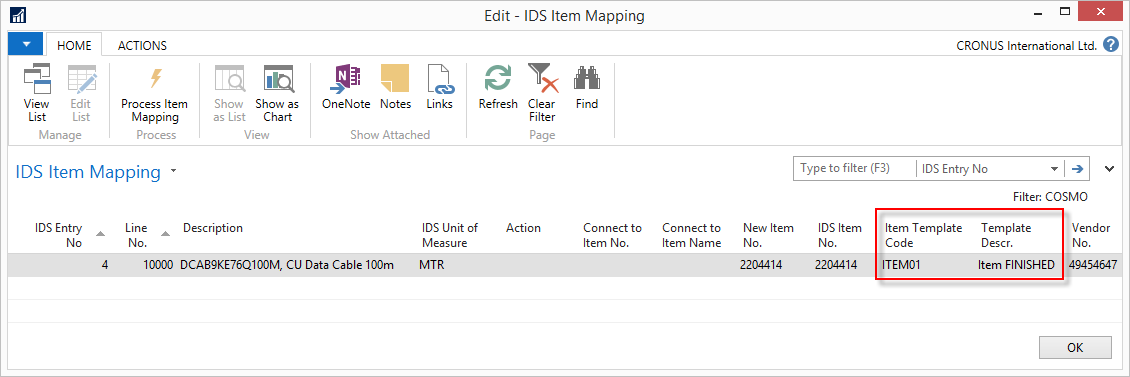 Edit - IDS Item Mapping
HOME ACTIONS CRONUS International Ltd. ?
View List Edit List Process Item Mapping Show as List Show as Chart OneNote Notes Links Refresh Clear Filter Find
Manage Process View Show Attached Page
IDS Item Mapping Type to filter (F3) IDS Entry No
Filter: COSMO
IDS Entry No Line No. Description IDS Unit of Measure Action Connect to Item No. Connect to Item Name New Item No. IDS Item No. Item Template Code Template Descr. Vendor No.
4 10000 DCAB9KE76Q100M, CU Data Cable 100m MTR 2204414 2204414 ITEM01 Item FINISHED 49454647
OK